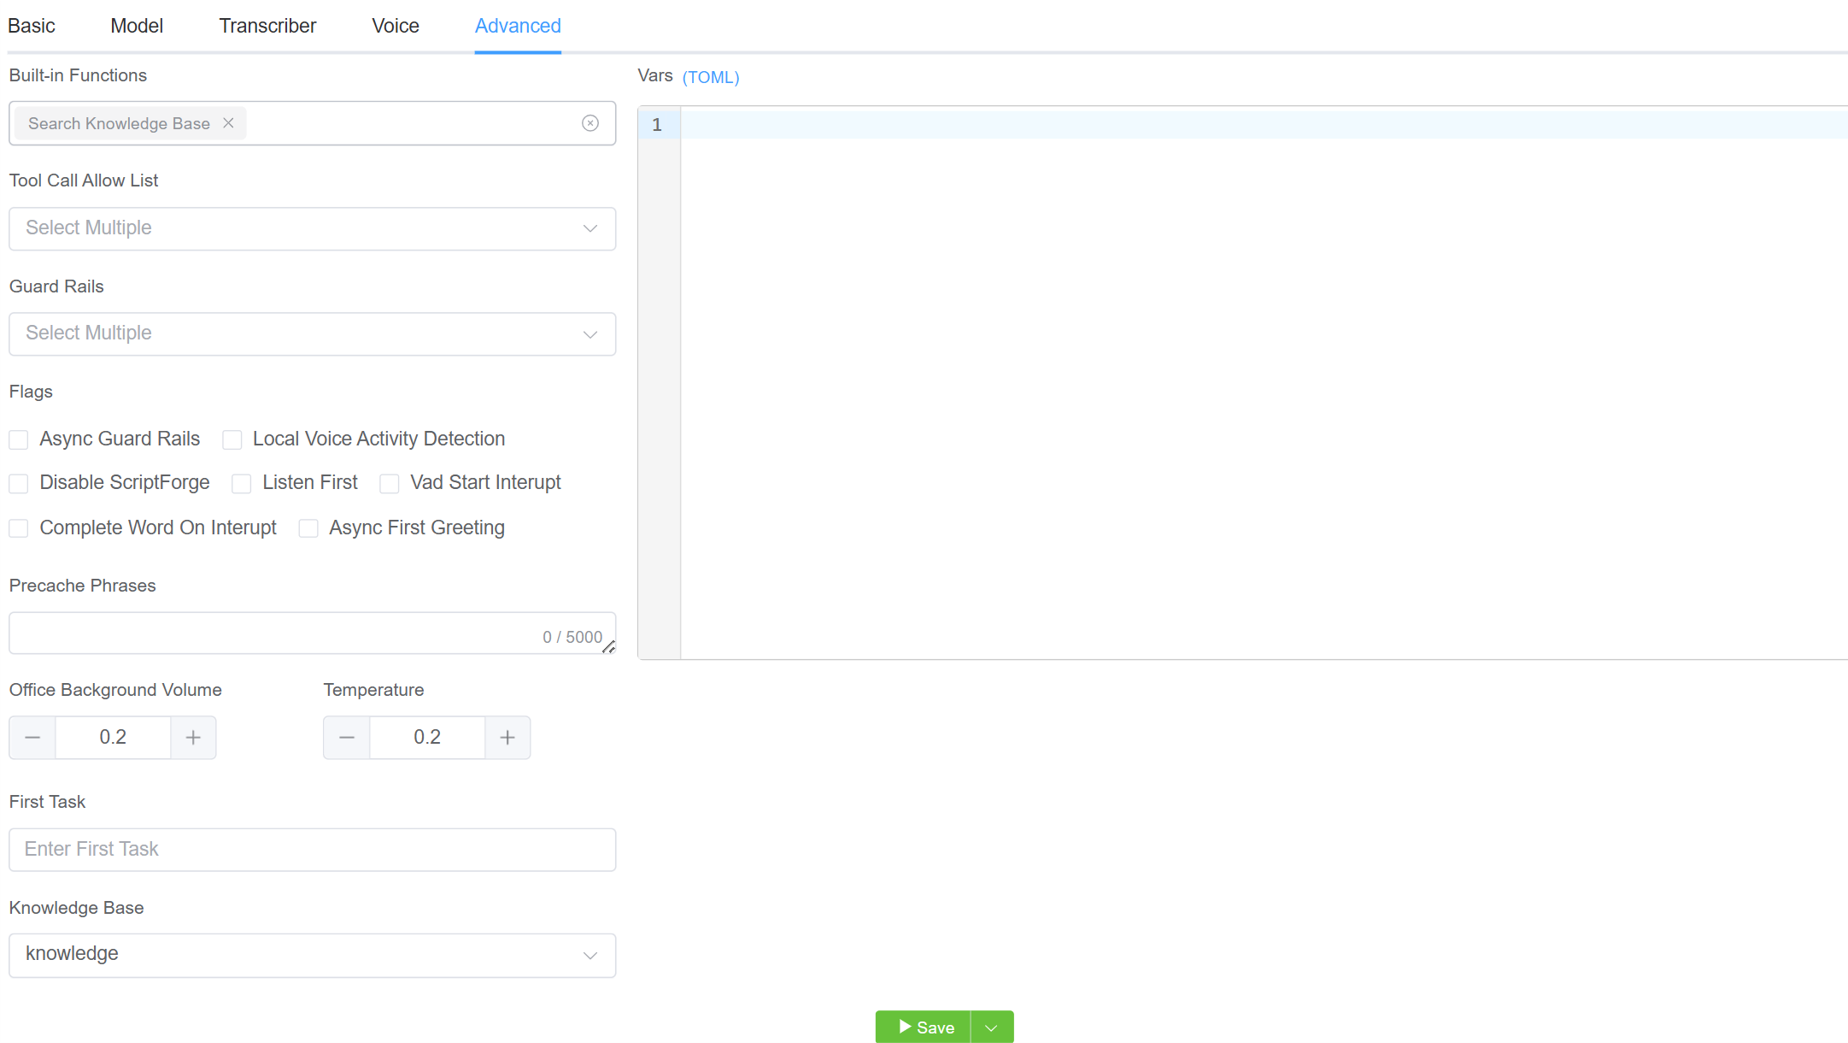 Basic Model Transcriber Voice Advanced
Built-in Functions
Search Knowledge Base
Tool Call Allow List
Select Multiple
Guard Rails
Select Multiple
Flags
Async Guard Rails Local Voice Activity Detection
Disable ScriptForge Listen First Vad Start Interupt
Complete Word On Interupt Async First Greeting
Precache Phrases
0 / 5000
Office Background Volume Temperature
0.2 0.2
First Task
Enter First Task
Knowledge Base
knowledge
Vars (TOML)
1
Save